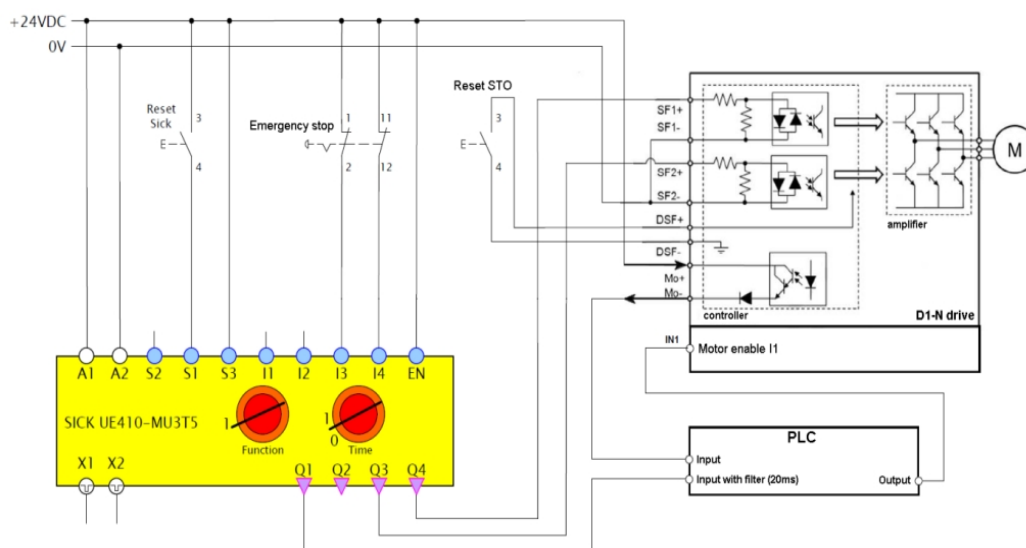 +24VDC
0V
Reset
Sick
3
E
4
Emergency stop
1
11
2
12
Reset STO
3
E
4
SF1+
SF1-
SF2+
SF2-
DSF+
DSF-
Mo+
Mo-
controller
amplifier
M
D1-N drive
IN1
Motor enable I1
A1
A2
S2
S1
S3
I1
I2
I3
I4
EN
SICK UE410-MU3T5
1
Function
1
0
Time
X1
X2
Q1
Q2
Q3
Q4
PLC
Input
Input with filter (20ms)
Output